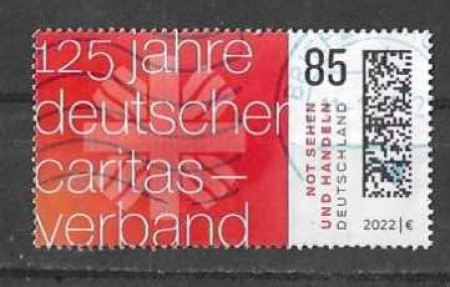 125 jahre
deutscher
caritas –
verband
85
NOT SEHEN
UND HANDELN.
DEUTSCHLAND
2022 | €